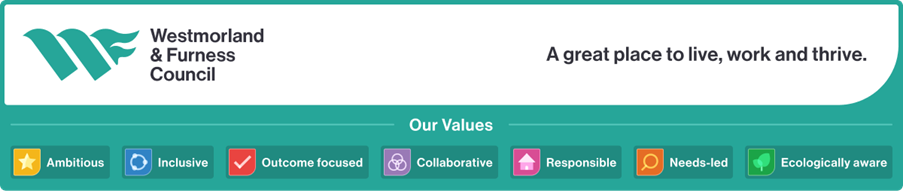 Westmorland
& Furness
Council
A great place to live, work and thrive.
Our Values
Ambitious
Inclusive
Outcome focused
Collaborative
Responsible
Needs-led
Ecologically aware